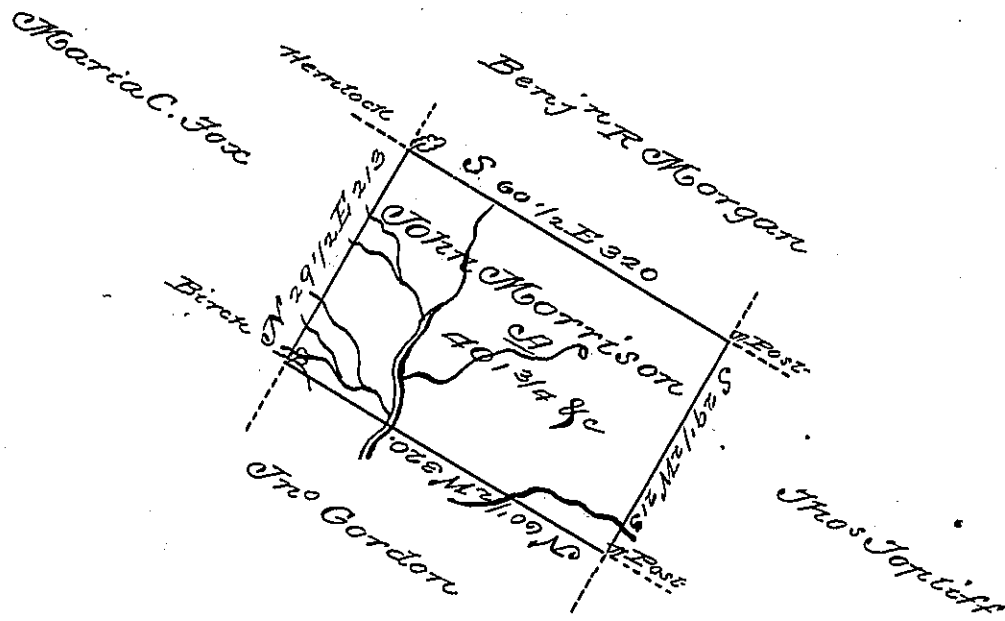 Maria C. Fox
Hemlock
Benj'n R Morgan
S. 60 1/2 E 320
N 29 1/2 E 213
John Morrison
A
401 3/4 &c
Birch
Post
S 29 1/2 W 213
N 60 1/2 W 320.
Post
Jno Gordon
Thos Topliff